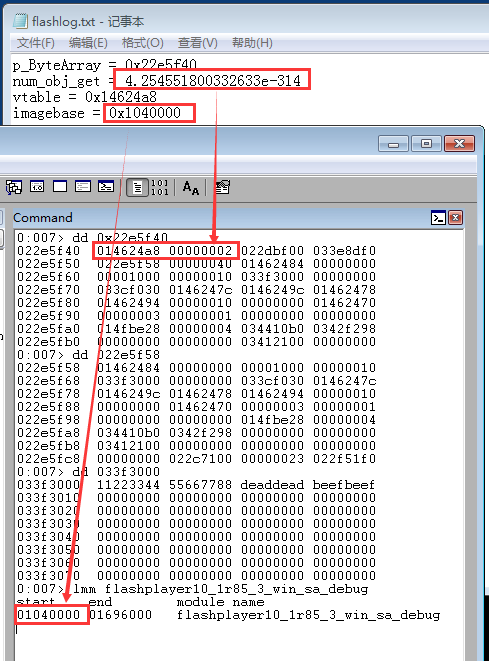 flashlog.txt - 记事本
文件(F) 编辑(E) 格式(O) 查看(V) 帮助(H)
p_ByteArray = 0x22e5f40
num_obj_get = 4.254551800332633e-314
vtable = 0x14624a8
imagebase = 0x1040000
Command
0:007> dd 0x22e5f40
022e5f40 014624a8 00000002 022dbf00 033e8df0
022e5f50 022e5f58 00000040 01462484 00000000
022e5f60 00001000 00000010 033f3000 00000000
022e5f70 033cf030 0146247c 0146249c 01462478
022e5f80 01462494 00000010 00000000 01462470
022e5f90 00000003 00000001 00000000 00000000
022e5fa0 014fbe28 00000004 034410b0 0342f298
022e5fb0 00000000 00000000 03412100 00000000
0:007> dd 022e5f58
022e5f58 01462484 00000000 00001000 00000010
022e5f68 033f3000 00000000 033cf030 0146247c
022e5f78 0146249c 01462478 01462494 00000010
022e5f88 00000000 01462470 00000003 00000001
022e5f98 00000000 00000000 014fbe28 00000004
022e5fa8 034410b0 0342f298 00000000 00000000
022e5fb8 03412100 00000000 00000000 00000000
022e5fc8 00000000 022c7100 00000023 022f51f0
0:007> dd 033f3000
033f3000 11223344 55667788 deaddead beefbeef
033f3010 00000000 00000000 00000000 00000000
033f3020 00000000 00000000 00000000 00000000
033f3030 00000000 00000000 00000000 00000000
033f3040 00000000 00000000 00000000 00000000
033f3050 00000000 00000000 00000000 00000000
033f3060 00000000 00000000 00000000 00000000
033f3070 00000000 00000000 00000000 00000000
0:007> lmm flashplayer10_1r85_3_win_sa_debug
start end module name
01040000 01696000 flashplayer10_1r85_3_win_sa_debug